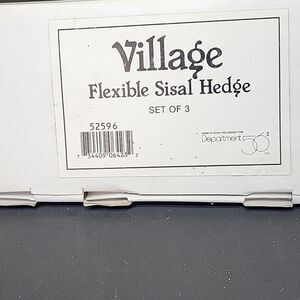 Village
Flexible Sisal Hedge
SET OF 3
52596
Department 56